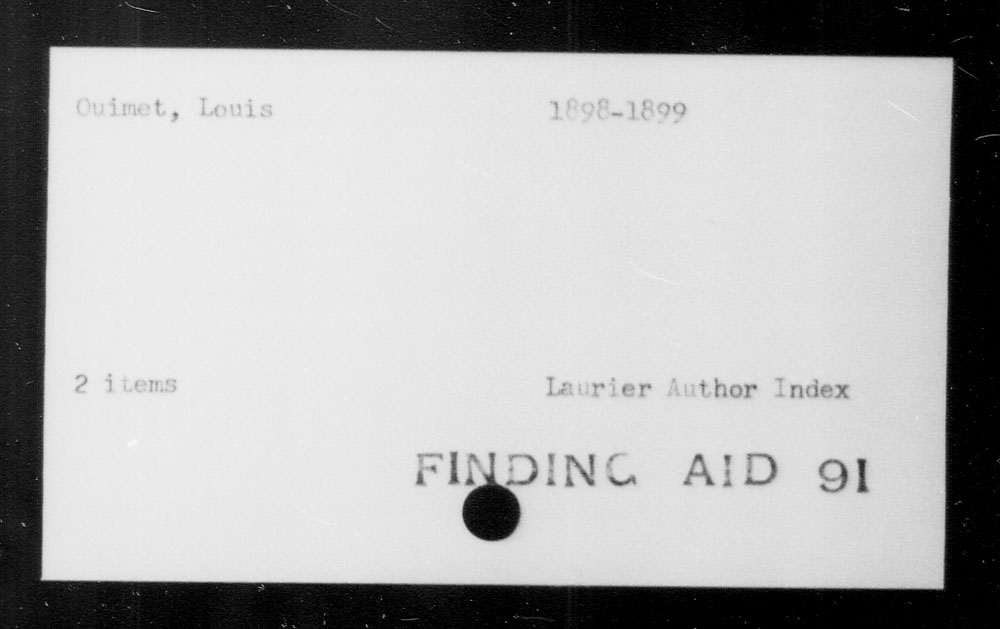 Ouimet, Louis 1898-1899
2 items Laurier Author Index
FINDING AID 91